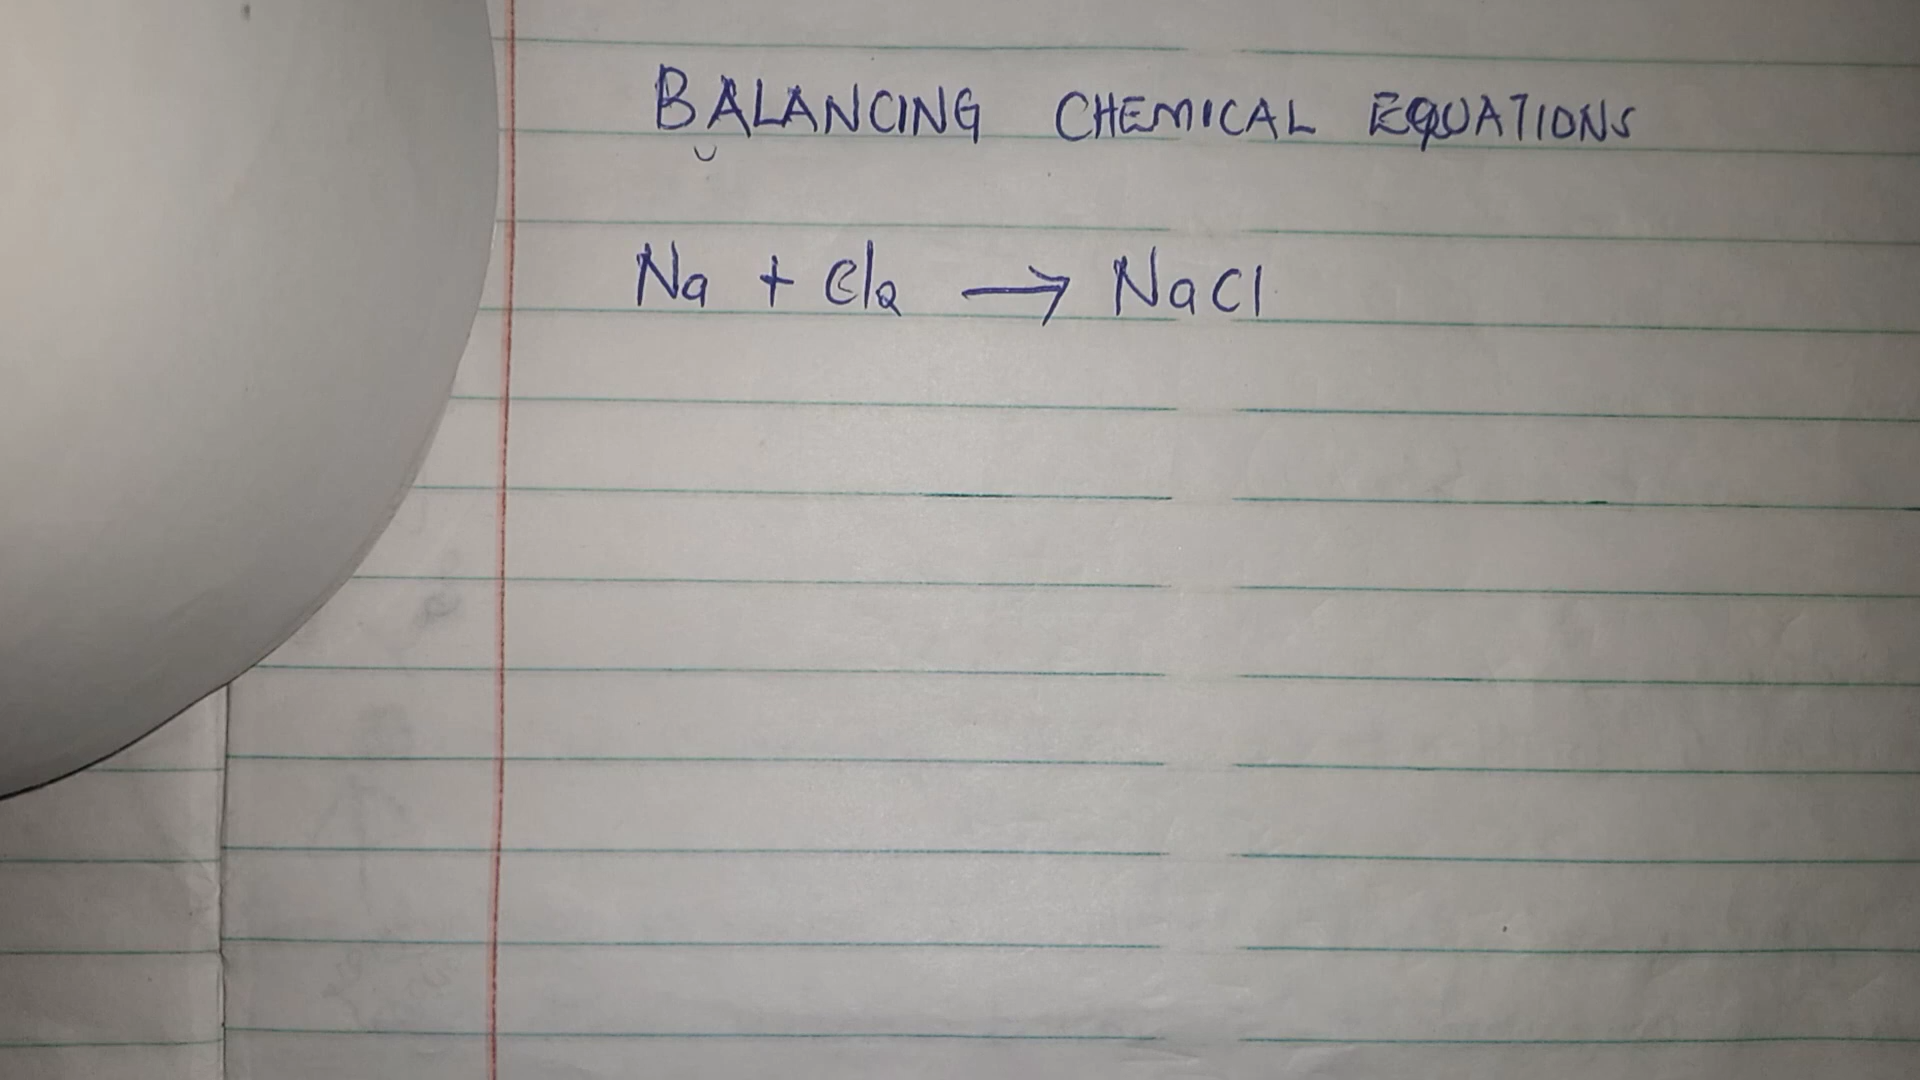 BALANCING CHEMICAL EQUATIONS
Na + Cl₂ → NaCl